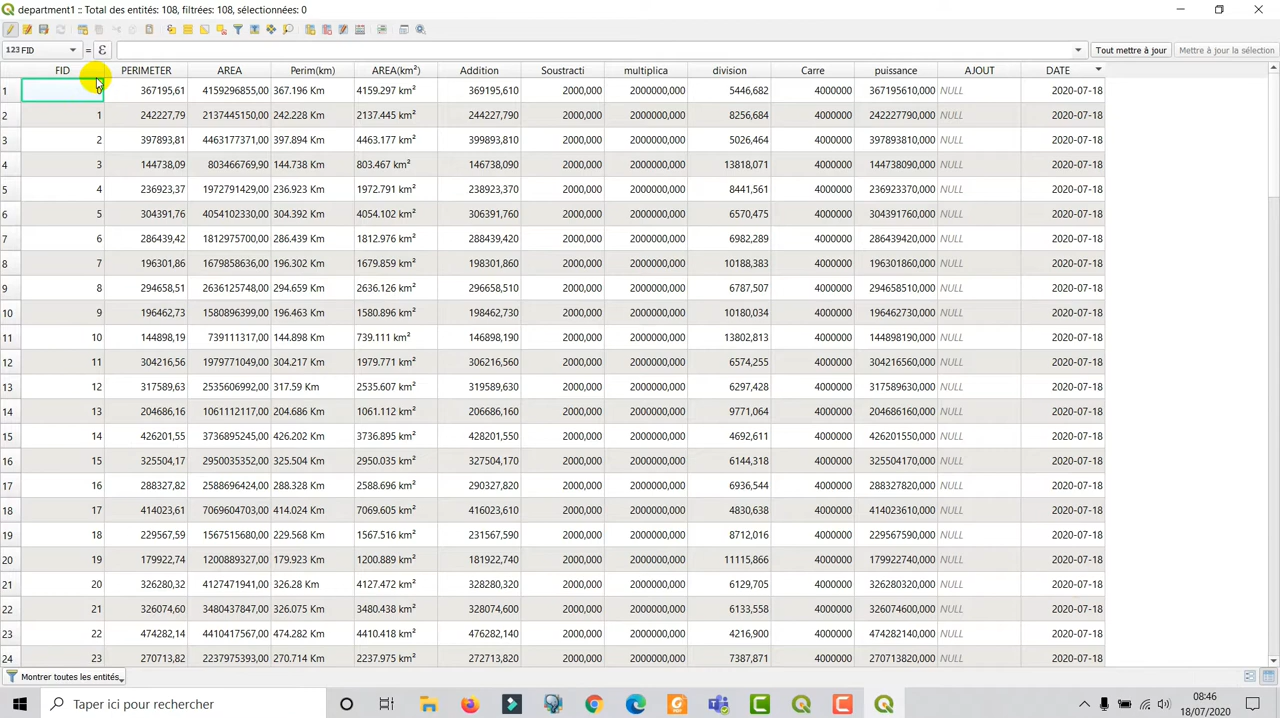 department1 :: Total des entités: 108, filtrées: 108, sélectionnées: 0
123 FID = ε Tout mettre à jour Mettre à jour la sélection
FID PERIMETER AREA Perim(km) AREA(km²) Addition Soustracti multiplica division Carre puissance AJOUT DATE
1 0 367195,61 4159296855,00 367.196 Km 4159.297 km² 369195,610 2000,000 2000000,000 5446,682 4000000 367195610,000 NULL 2020-07-18
2 1 242227,79 2137445150,00 242.228 Km 2137.445 km² 244227,790 2000,000 2000000,000 8256,684 4000000 242227790,000 NULL 2020-07-18
3 2 397893,81 4463177371,00 397.894 Km 4463.177 km² 399893,810 2000,000 2000000,000 5026,464 4000000 397893810,000 NULL 2020-07-18
4 3 144738,09 803466769,90 144.738 Km 803.467 km² 146738,090 2000,000 2000000,000 13818,071 4000000 144738090,000 NULL 2020-07-18
5 4 236923,37 1972791429,00 236.923 Km 1972.791 km² 238923,370 2000,000 2000000,000 8441,561 4000000 236923370,000 NULL 2020-07-18
6 5 304391,76 4054102330,00 304.392 Km 4054.102 km² 306391,760 2000,000 2000000,000 6570,475 4000000 304391760,000 NULL 2020-07-18
7 6 286439,42 1812975700,00 286.439 Km 1812.976 km² 288439,420 2000,000 2000000,000 6982,289 4000000 286439420,000 NULL 2020-07-18
8 7 196301,86 1679858636,00 196.302 Km 1679.859 km² 198301,860 2000,000 2000000,000 10188,383 4000000 196301860,000 NULL 2020-07-18
9 8 294658,51 2636125748,00 294.659 Km 2636.126 km² 296658,510 2000,000 2000000,000 6787,507 4000000 294658510,000 NULL 2020-07-18
10 9 196462,73 1580896399,00 196.463 Km 1580.896 km² 198462,730 2000,000 2000000,000 10180,034 4000000 196462730,000 NULL 2020-07-18
11 10 144898,19 739111317,00 144.898 Km 739.111 km² 146898,190 2000,000 2000000,000 13802,813 4000000 144898190,000 NULL 2020-07-18
12 11 304216,56 1979771049,00 304.217 Km 1979.771 km² 306216,560 2000,000 2000000,000 6574,255 4000000 304216560,000 NULL 2020-07-18
13 12 317589,63 2535606992,00 317.59 Km 2535.607 km² 319589,630 2000,000 2000000,000 6297,428 4000000 317589630,000 NULL 2020-07-18
14 13 204686,16 1061112117,00 204.686 Km 1061.112 km² 206686,160 2000,000 2000000,000 9771,064 4000000 204686160,000 NULL 2020-07-18
15 14 426201,55 3736895245,00 426.202 Km 3736.895 km² 428201,550 2000,000 2000000,000 4692,611 4000000 426201550,000 NULL 2020-07-18
16 15 325504,17 2950035352,00 325.504 Km 2950.035 km² 327504,170 2000,000 2000000,000 6144,318 4000000 325504170,000 NULL 2020-07-18
17 16 288327,82 2588696424,00 288.328 Km 2588.696 km² 290327,820 2000,000 2000000,000 6936,544 4000000 288327820,000 NULL 2020-07-18
18 17 414023,61 7069604703,00 414.024 Km 7069.605 km² 416023,610 2000,000 2000000,000 4830,638 4000000 414023610,000 NULL 2020-07-18
19 18 229567,59 1567515680,00 229.568 Km 1567.516 km² 231567,590 2000,000 2000000,000 8712,016 4000000 229567590,000 NULL 2020-07-18
20 19 179922,74 1200889327,00 179.923 Km 1200.889 km² 181922,740 2000,000 2000000,000 11115,866 4000000 179922740,000 NULL 2020-07-18
21 20 326280,32 4127471941,00 326.28 Km 4127.472 km² 328280,320 2000,000 2000000,000 6129,705 4000000 326280320,000 NULL 2020-07-18
22 21 326074,60 3480437847,00 326.075 Km 3480.438 km² 328074,600 2000,000 2000000,000 6133,558 4000000 326074600,000 NULL 2020-07-18
23 22 474282,14 4410417567,00 474.282 Km 4410.418 km² 476282,140 2000,000 2000000,000 4216,900 4000000 474282140,000 NULL 2020-07-18
24 23 270713,82 2237975393,00 270.714 Km 2237.975 km² 272713,820 2000,000 2000000,000 7387,871 4000000 270713820,000 NULL 2020-07-18
Montrer toutes les entités
Taper ici pour rechercher
08:46
18/07/2020